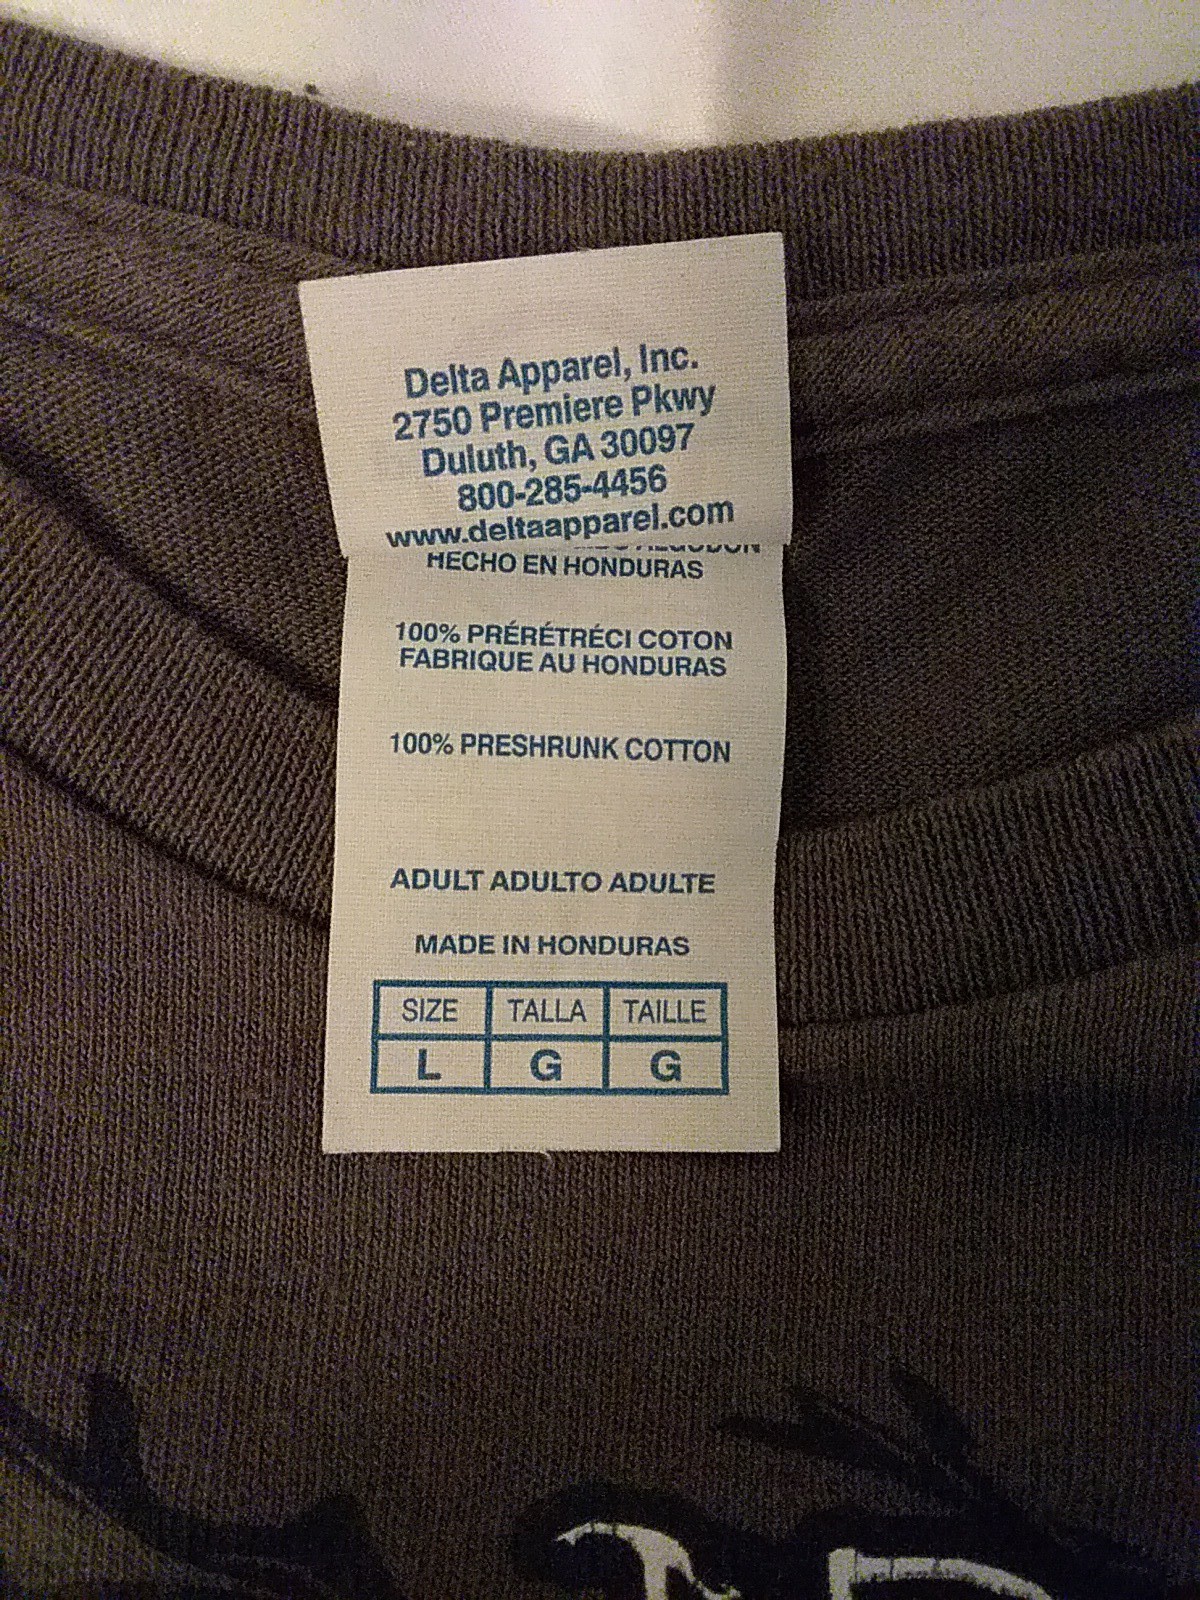 Delta Apparel, Inc.
2750 Premiere Pkwy
Duluth, GA 30097
800-285-4456
www.deltaapparel.com
HECHO EN HONDURAS
100% PRÉRÉTRÉCI COTON
FABRIQUE AU HONDURAS
100% PRESHRUNK COTTON
ADULT ADULTO ADULTE
MADE IN HONDURAS
SIZE TALLA TAILLE
L G G